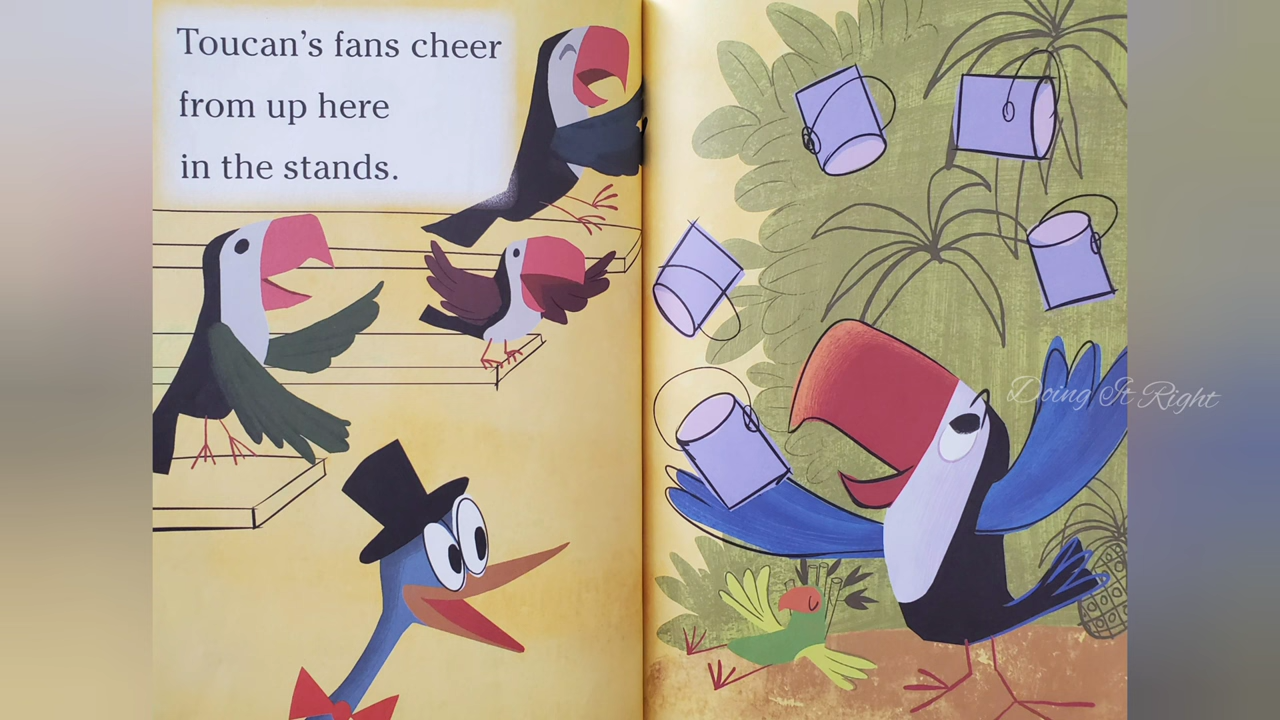 Toucan's fans cheer
from up here
in the stands.
Doing It Right